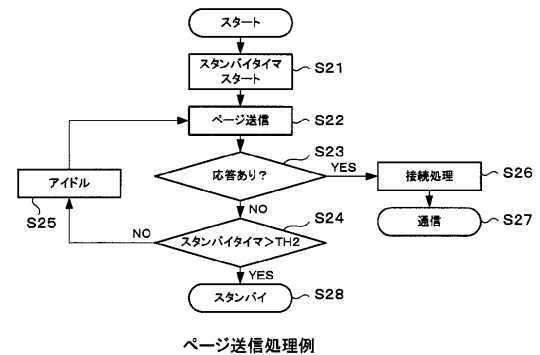 スタート
スタンバイタイマ
スタート
S21
ページ送信
S22
応答あり?
S23
YES
接続処理
S26
通信
S27
NO
アイドル
S25
スタンバイタイマ>TH2
S24
NO
YES
スタンバイ
S28
ページ送信処理例